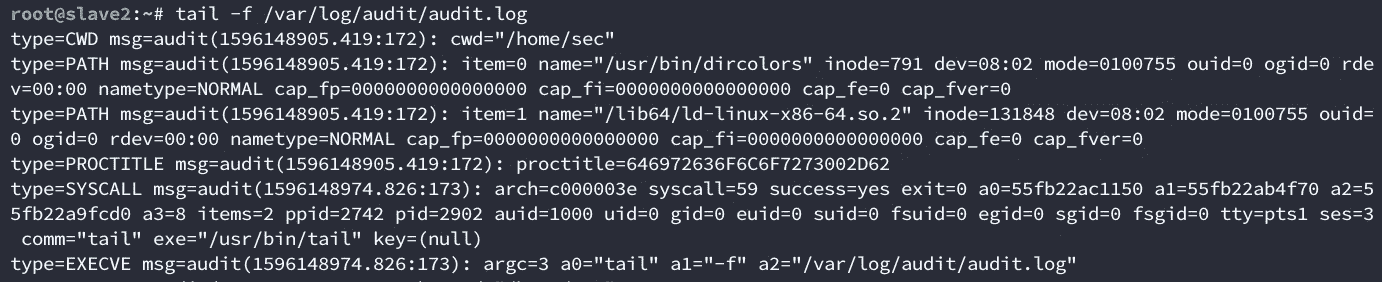 root@slave2:~# tail -f /var/log/audit/audit.log
type=CWD msg=audit(1596148905.419:172): cwd="/home/sec"
type=PATH msg=audit(1596148905.419:172): item=0 name="/usr/bin/dircolors" inode=791 dev=08:02 mode=0100755 ouid=0 ogid=0 rde
v=00:00 nametype=NORMAL cap_fp=0000000000000000 cap_fi=0000000000000000 cap_fe=0 cap_fver=0
type=PATH msg=audit(1596148905.419:172): item=1 name="/lib64/ld-linux-x86-64.so.2" inode=131848 dev=08:02 mode=0100755 ouid=
0 ogid=0 rdev=00:00 nametype=NORMAL cap_fp=0000000000000000 cap_fi=0000000000000000 cap_fe=0 cap_fver=0
type=PROCTITLE msg=audit(1596148905.419:172): proctitle=646972636F6C6F7273002D62
type=SYSCALL msg=audit(1596148974.826:173): arch=c000003e syscall=59 success=yes exit=0 a0=55fb22ac1150 a1=55fb22ab4f70 a2=5
5fb22a9fcd0 a3=8 items=2 ppid=2742 pid=2902 auid=1000 uid=0 gid=0 euid=0 suid=0 fsuid=0 egid=0 sgid=0 fsgid=0 tty=pts1 ses=3
 comm="tail" exe="/usr/bin/tail" key=(null)
type=EXECVE msg=audit(1596148974.826:173): argc=3 a0="tail" a1="-f" a2="/var/log/audit/audit.log"